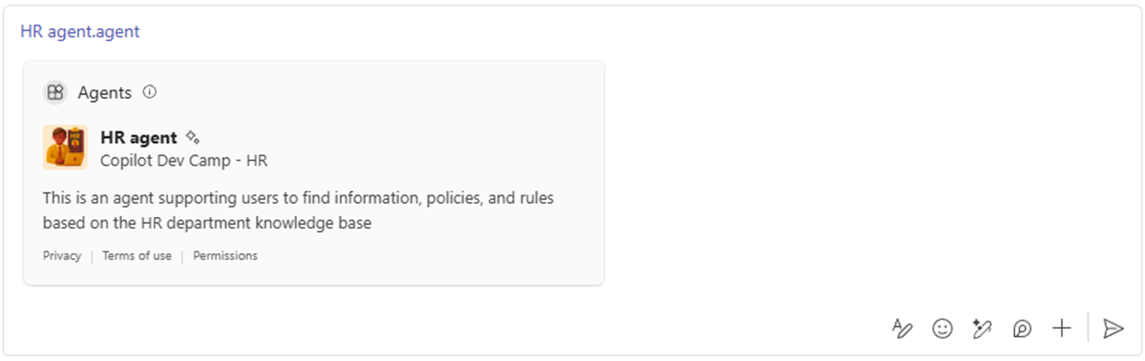 HR agent.agent
Agents
HR agent
Copilot Dev Camp - HR
This is an agent supporting users to find information, policies, and rules
based on the HR department knowledge base
Privacy | Terms of use | Permissions